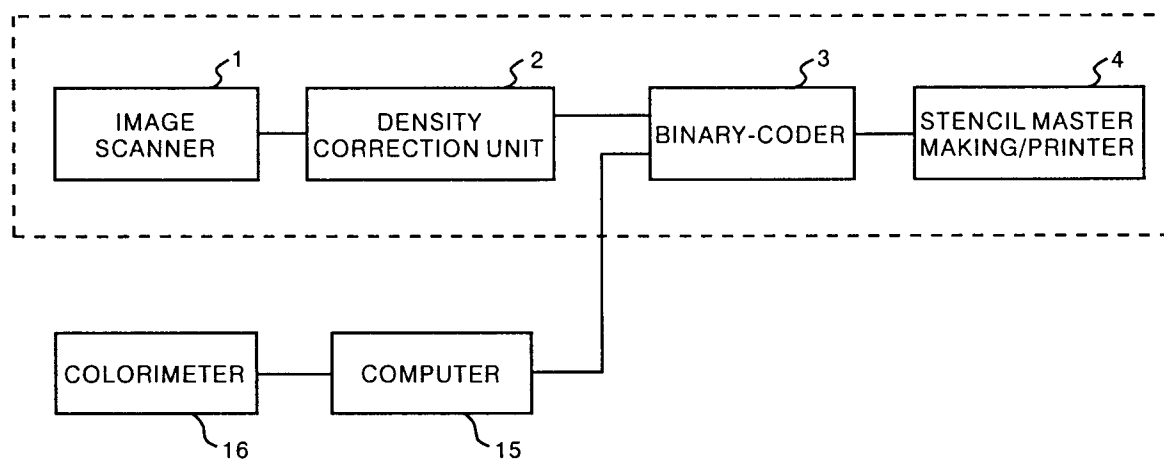 1
2
3
4
IMAGE
SCANNER
DENSITY
CORRECTION UNIT
BINARY-CODER
STENCIL MASTER
MAKING/PRINTER
COLORIMETER
COMPUTER
16
15